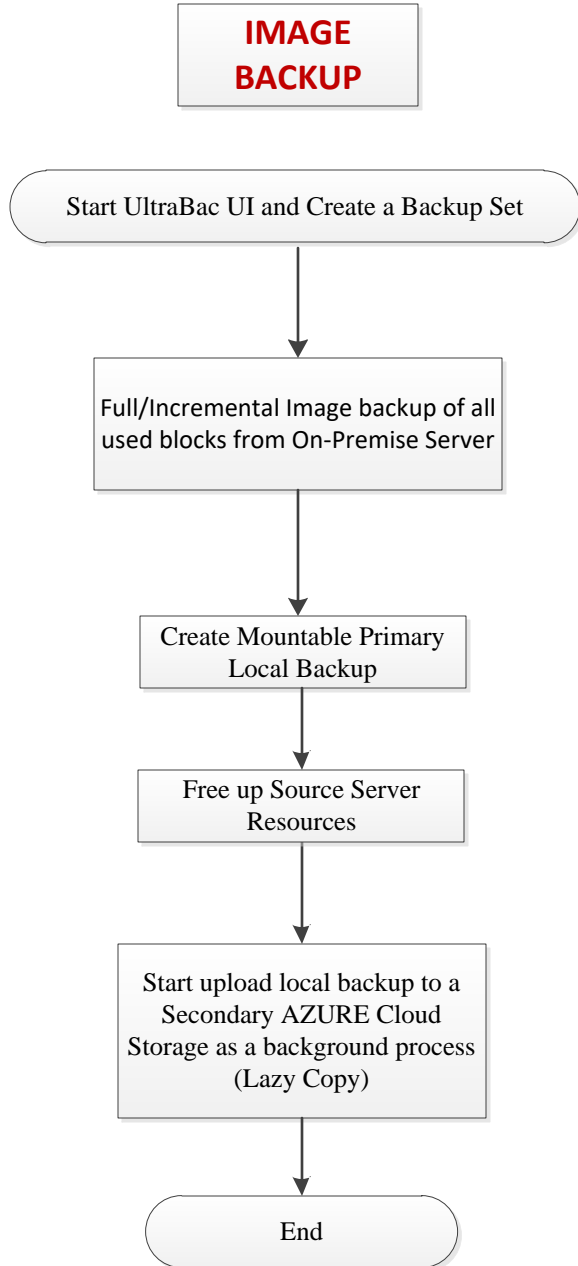 IMAGE
BACKUP
Start UltraBac UI and Create a Backup Set
Full/Incremental Image backup of all
used blocks from On-Premise Server
Create Mountable Primary
Local Backup
Free up Source Server
Resources
Start upload local backup to a
Secondary AZURE Cloud
Storage as a background process
(Lazy Copy)
End